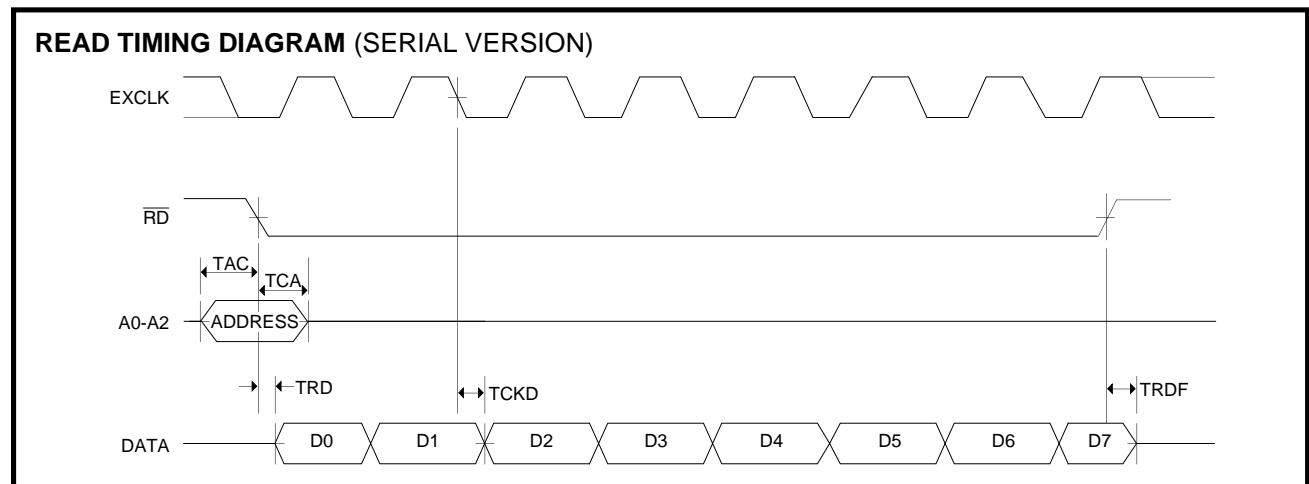 READ TIMING DIAGRAM (SERIAL VERSION)
EXCLK
RD
TAC
TCA
A0-A2
ADDRESS
TRD
TCKD
TRDF
DATA
D0
D1
D2
D3
D4
D5
D6
D7